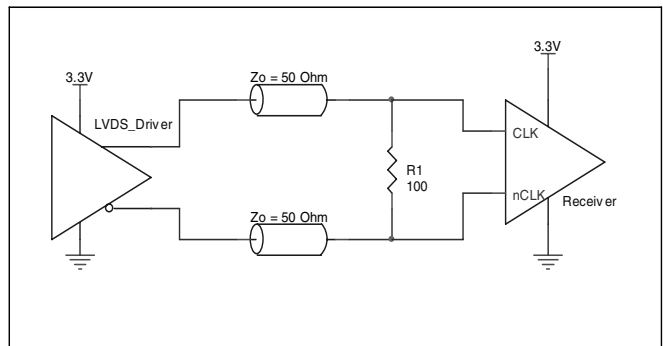 3.3V
LVDS_Driver
Zo = 50 Ohm
Zo = 50 Ohm
R1
100
3.3V
CLK
nCLK
Receiver